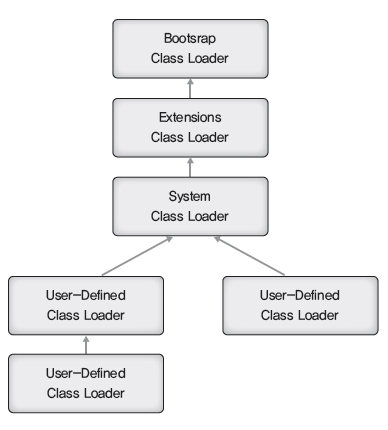 Bootsrap
Class Loader
Extensions
Class Loader
System
Class Loader
User-Defined
Class Loader
User-Defined
Class Loader
User-Defined
Class Loader